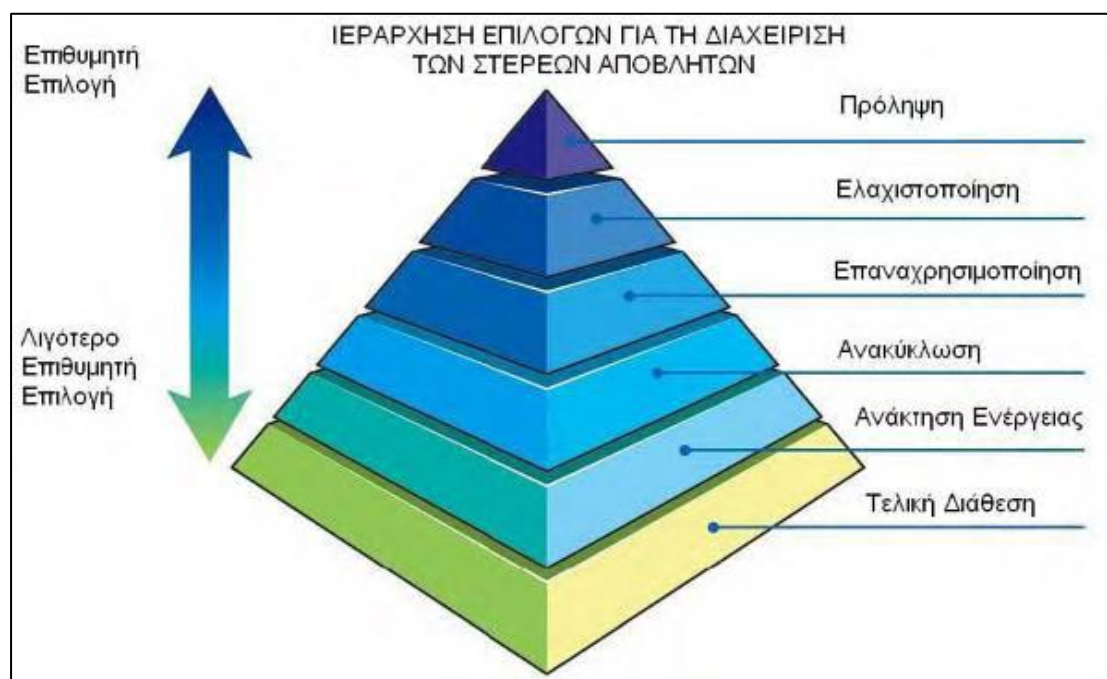 ΙΕΡΑΡΧΗΣΗ ΕΠΙΛΟΓΩΝ ΓΙΑ ΤΗ ΔΙΑΧΕΙΡΙΣΗ
ΤΩΝ ΣΤΕΡΕΩΝ ΑΠΟΒΛΗΤΩΝ
Επιθυμητή
Επιλογή
Πρόληψη
Ελαχιστοποίηση
Επαναχρησιμοποίηση
Λιγότερο
Επιθυμητή
Επιλογή
Ανακύκλωση
Ανάκτηση Ενέργειας
Τελική Διάθεση